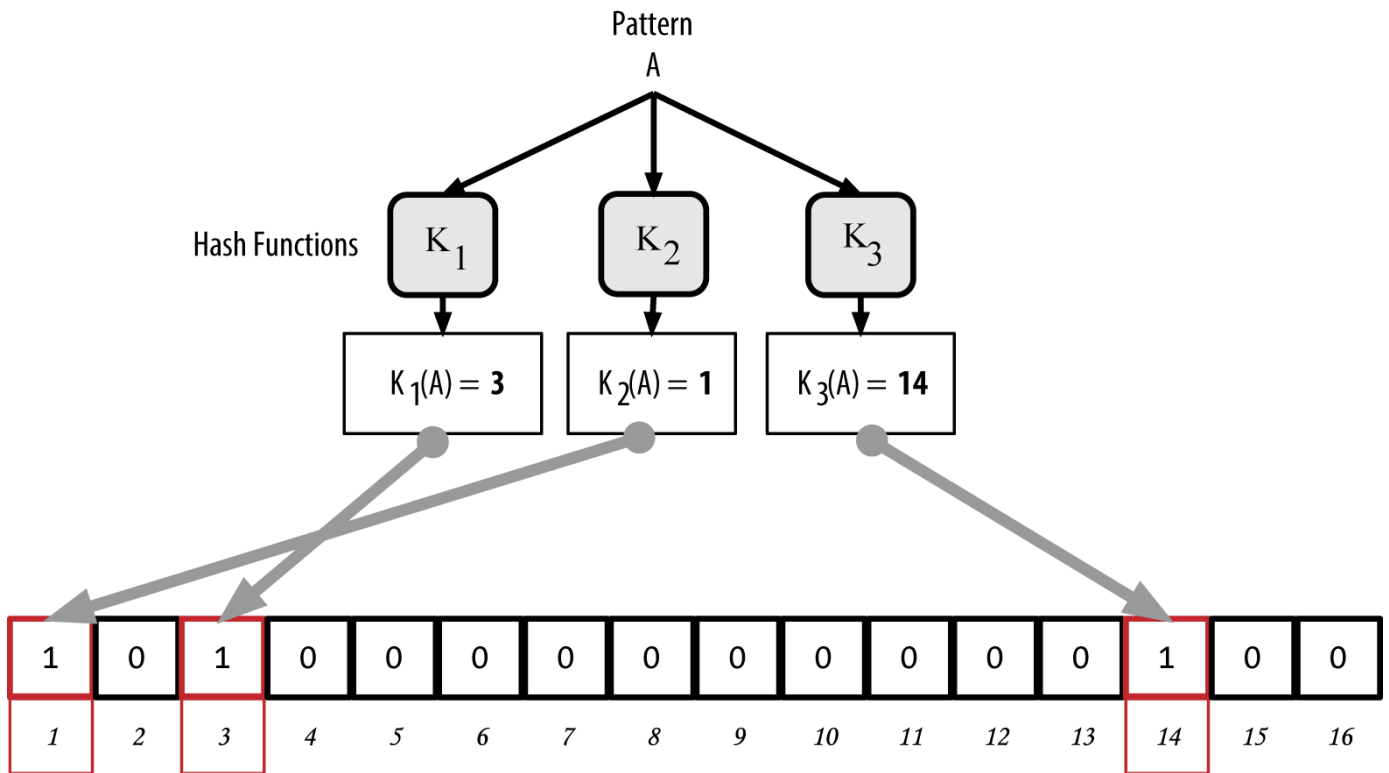 Pattern
A
Hash Functions
K1
K2
K3
K1(A) = 3
K2(A) = 1
K3(A) = 14
1 0 1 0 0 0 0 0 0 0 0 0 0 1 0 0
1 2 3 4 5 6 7 8 9 10 11 12 13 14 15 16